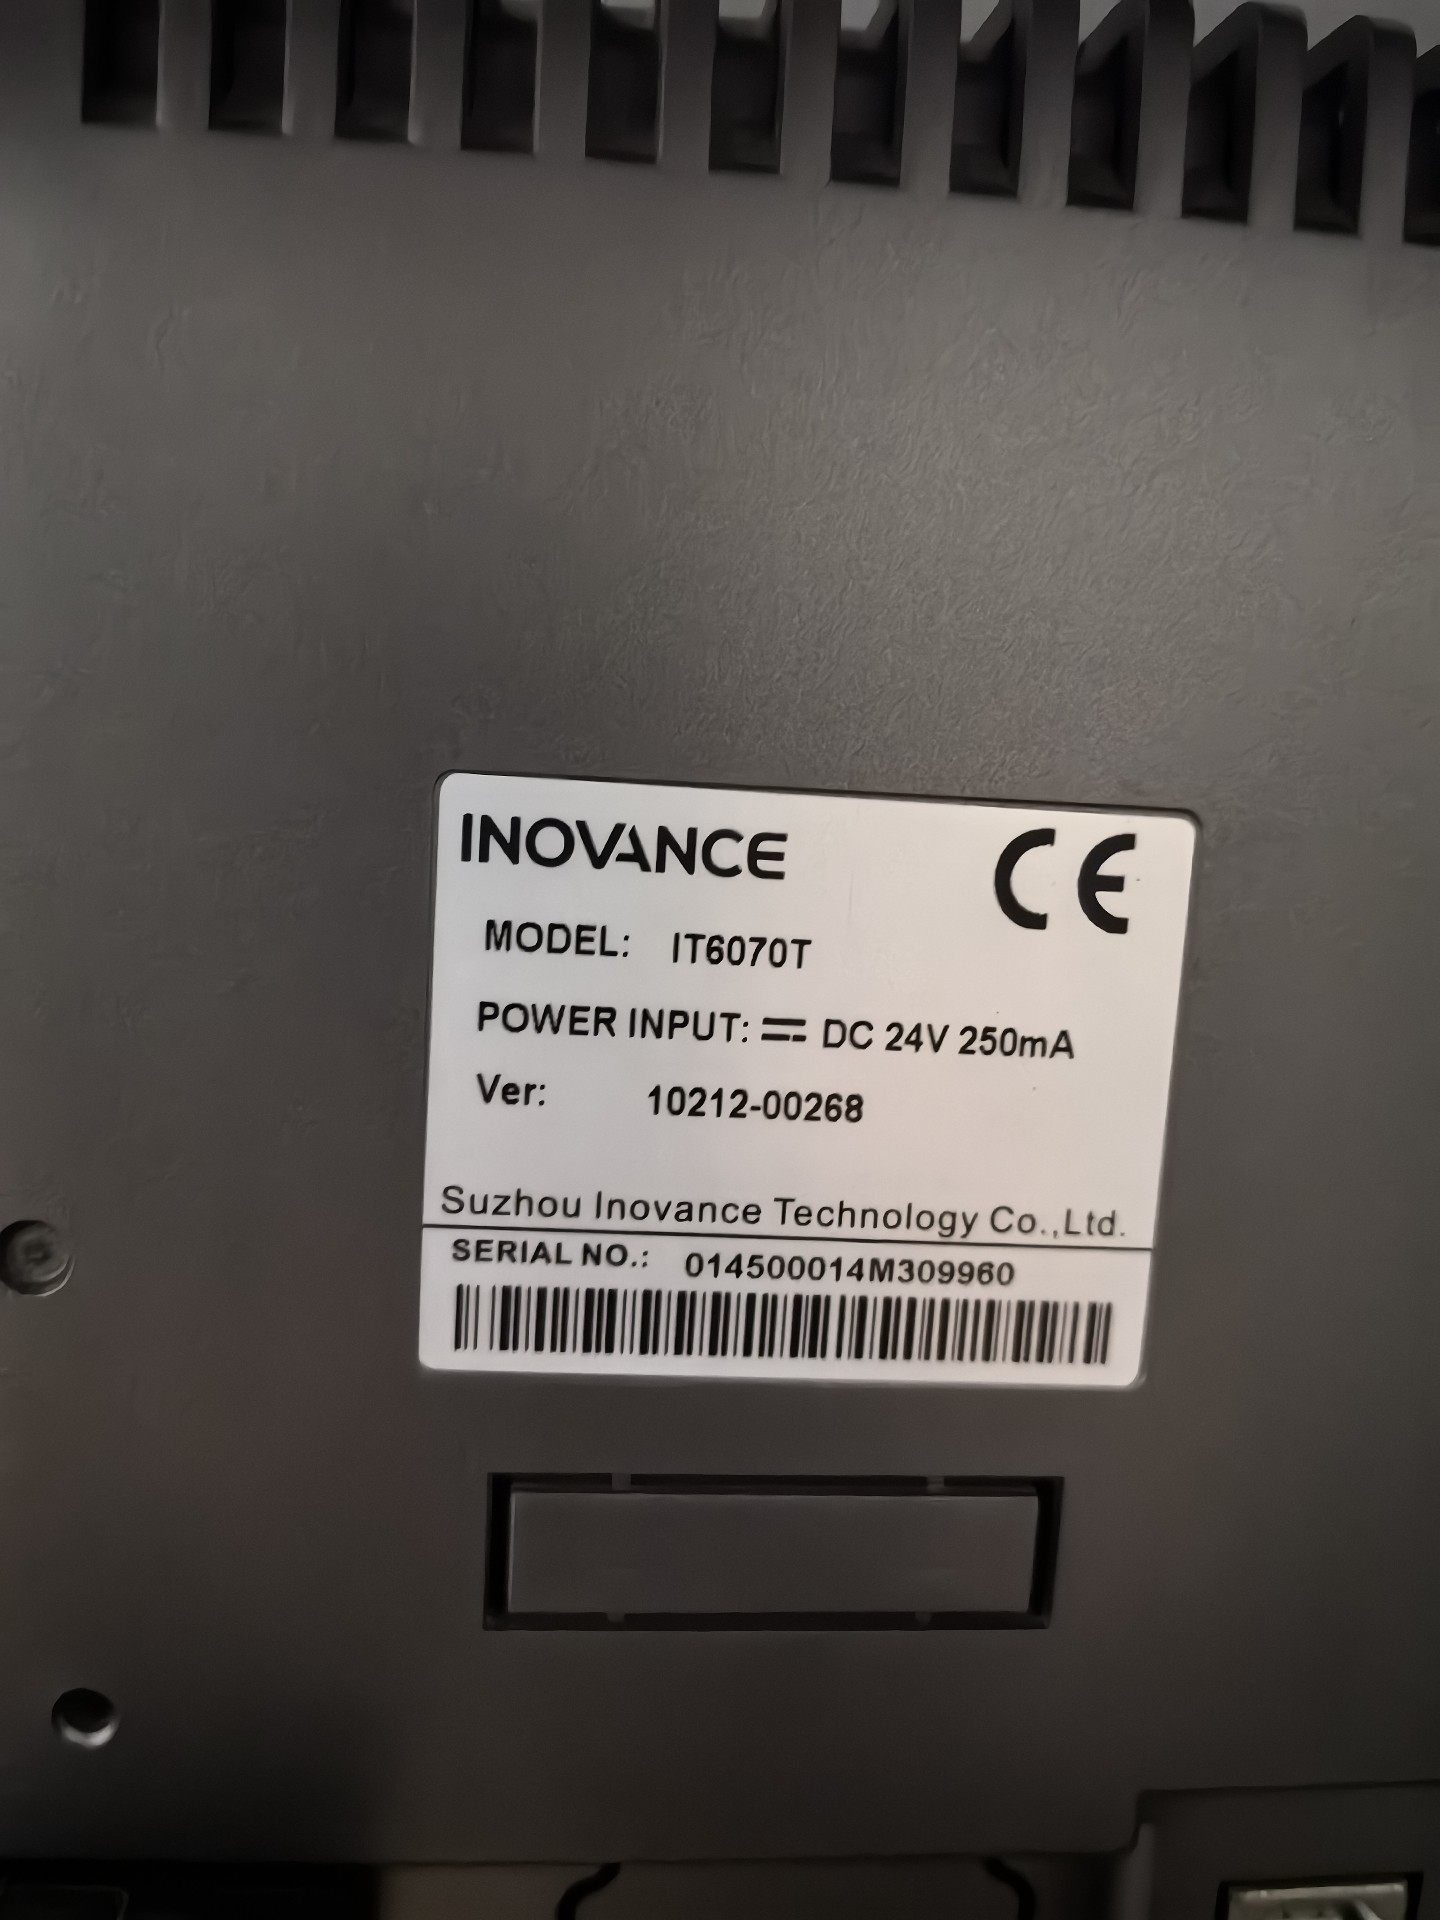 INOVANCE CE
MODEL: IT6070T
POWER INPUT: DC 24V 250mA
Ver: 10212-00268
Suzhou Inovance Technology Co.,Ltd.
SERIAL NO.: 014500014M309960